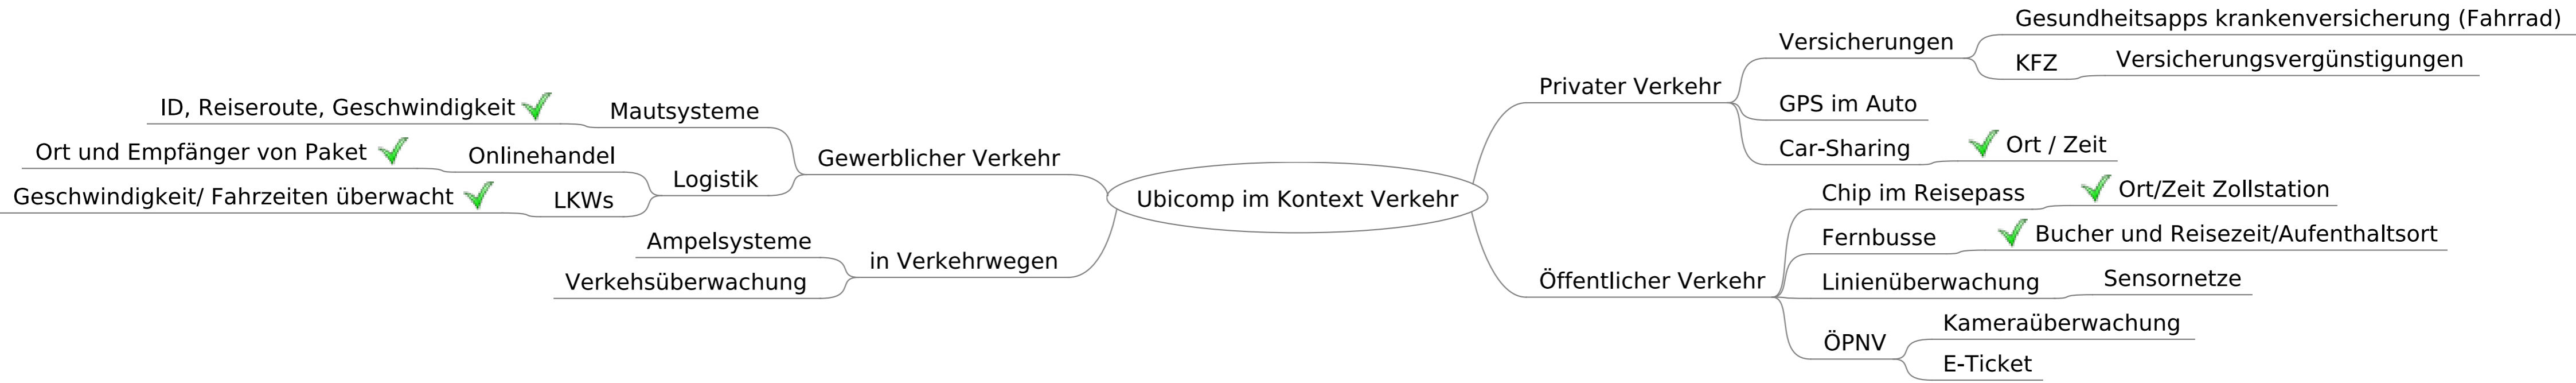 Ubicomp im Kontext Verkehr
Gewerblicher Verkehr
Mautsysteme
ID, Reiseroute, Geschwindigkeit
Logistik
Onlinehandel
Ort und Empfänger von Paket
LKWs
Geschwindigkeit/ Fahrzeiten überwacht
in Verkehrwegen
Ampelsysteme
Verkehsüberwachung
Privater Verkehr
Versicherungen
Gesundheitsapps krankenversicherung (Fahrrad)
KFZ
Versicherungsvergünstigungen
GPS im Auto
Car-Sharing
Ort / Zeit
Öffentlicher Verkehr
Chip im Reisepass
Ort/Zeit Zollstation
Fernbusse
Bucher und Reisezeit/Aufenthaltsort
Linienüberwachung
Sensornetze
ÖPNV
Kameraüberwachung
E-Ticket